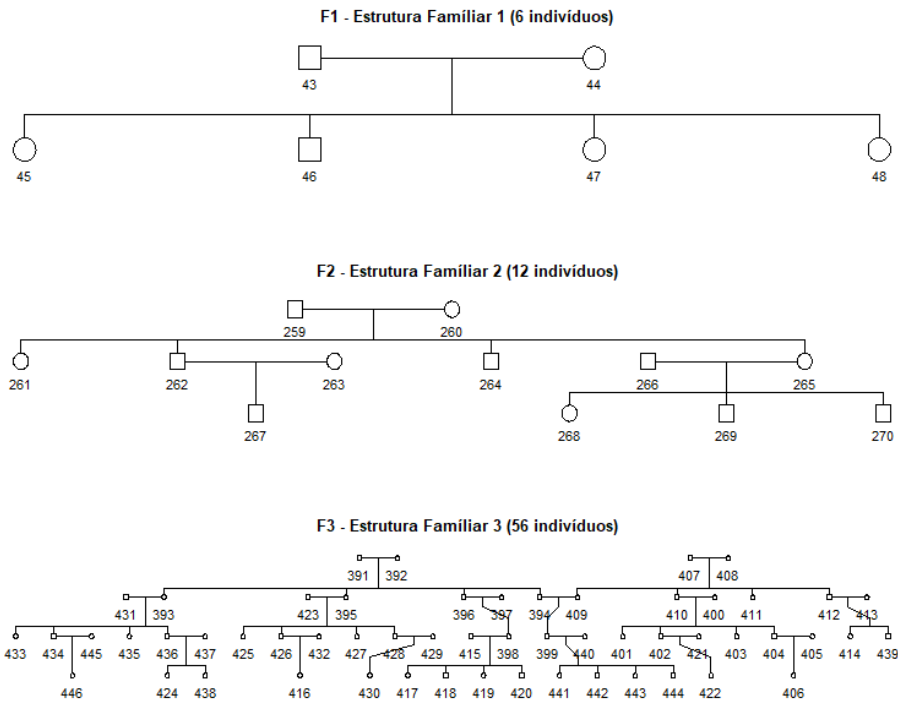 F1 - Estrutura Famíliar 1 (6 indivíduos)
43 44
45 46 47 48
F2 - Estrutura Famíliar 2 (12 indivíduos)
259 260
261 262 263 264 266 265
267 268 269 270
F3 - Estrutura Famíliar 3 (56 indivíduos)
391 392 407 408
431 393 423 395 396 397 394 409 410 400 411 412 413
433 434 445 435 436 437 425 426 432 427 428 429 415 398 399 440 401 402 421 403 404 405 414 439
446 424 438 416 430 417 418 419 420 441 442 443 444 422 406